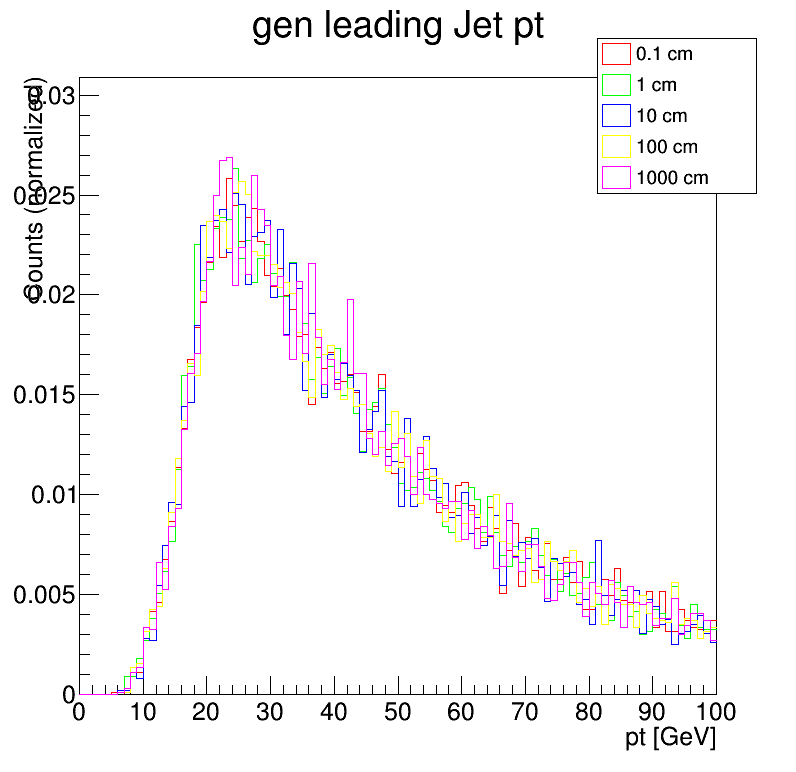 gen leading Jet pt
0.1 cm
1 cm
10 cm
100 cm
1000 cm
Counts (normalized)
0.03
0.025
0.02
0.015
0.01
0.005
0
0 10 20 30 40 50 60 70 80 90 100
pt [GeV]